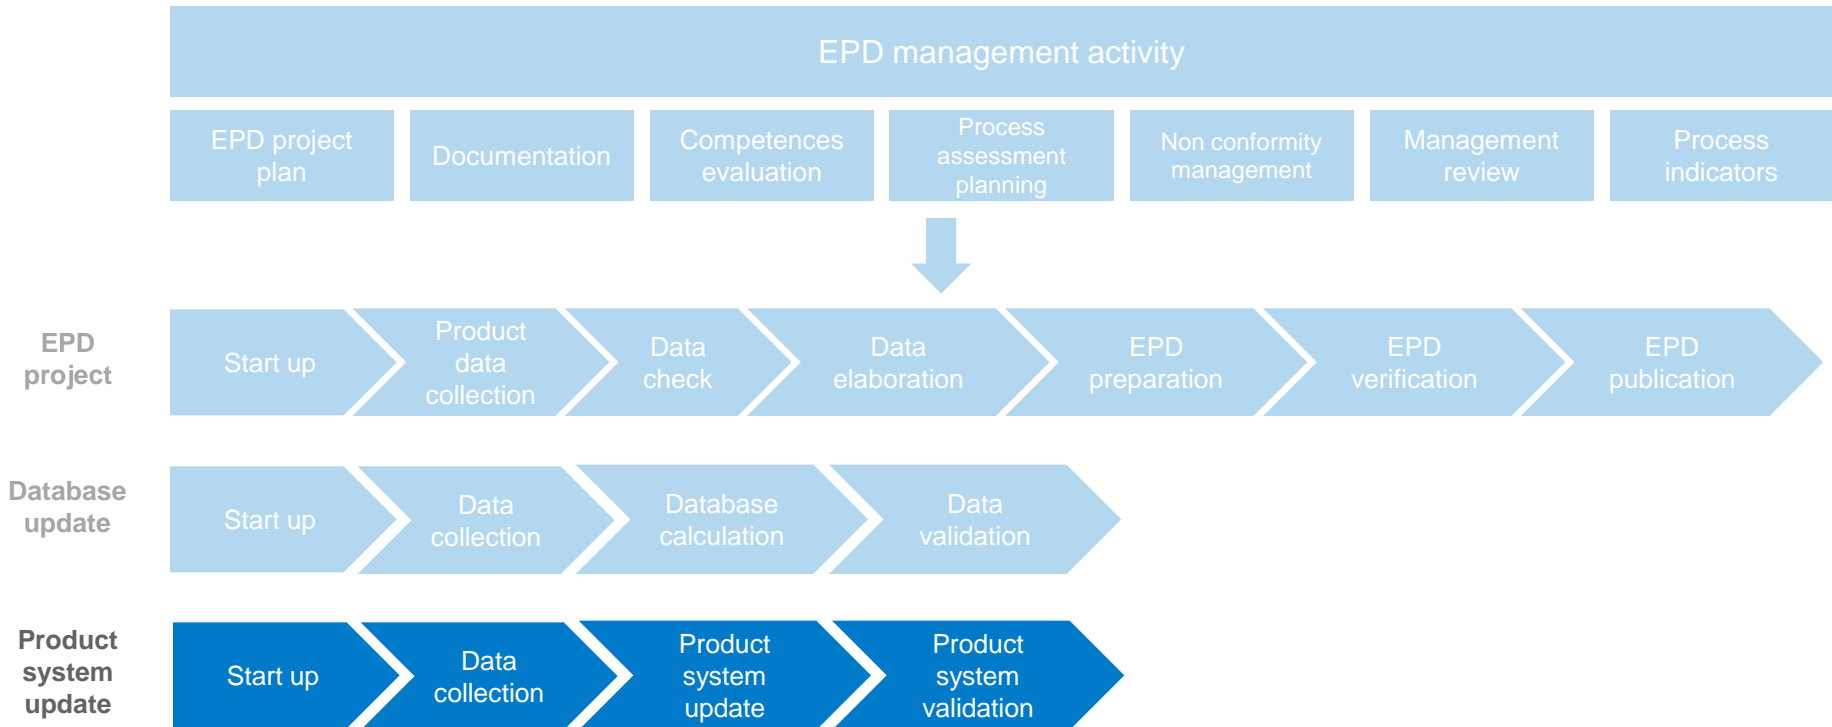 EPD management activity
EPD project
plan
Documentation
Competences
evaluation
Process
assessment
planning
Non conformity
management
Management
review
Process
indicators
EPD
project
Start up
Product
data
collection
Data
check
Data
elaboration
EPD
preparation
EPD
verification
EPD
publication
Database
update
Start up
Data
collection
Database
calculation
Data
validation
Product
system
update
Start up
Data
collection
Product
system
update
Product
system
validation